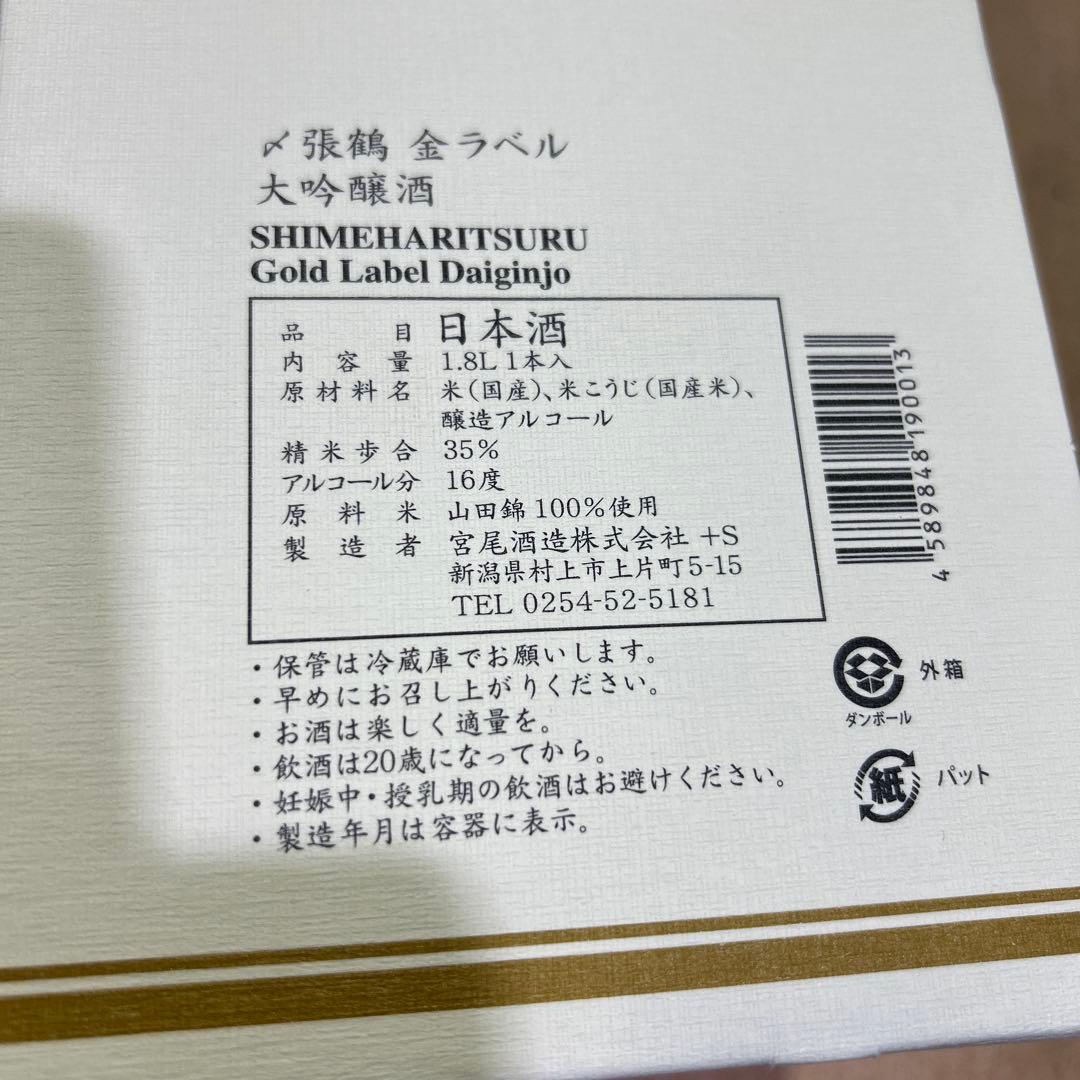 〆張鶴 金ラベル
大吟醸酒
SHIMEHARITSURU
Gold Label Daiginjo
品目 日本酒
内容量 1.8L 1本入
原材料名 米(国産)、米こうじ(国産米)、
醸造アルコール
精米歩合 35%
アルコール分 16度
原料米 山田錦100%使用
製造者 宮尾酒造株式会社 +S
新潟県村上市上片町5-15
TEL 0254-52-5181
・保管は冷蔵庫でお願いします。
・早めにお召し上がりください。
・お酒は楽しく適量を。
・飲酒は20歳になってから。
・妊娠中・授乳期の飲酒はお避けください。
・製造年月は容器に表示。
4 589848 190013
外箱
ダンボール
紙 パット